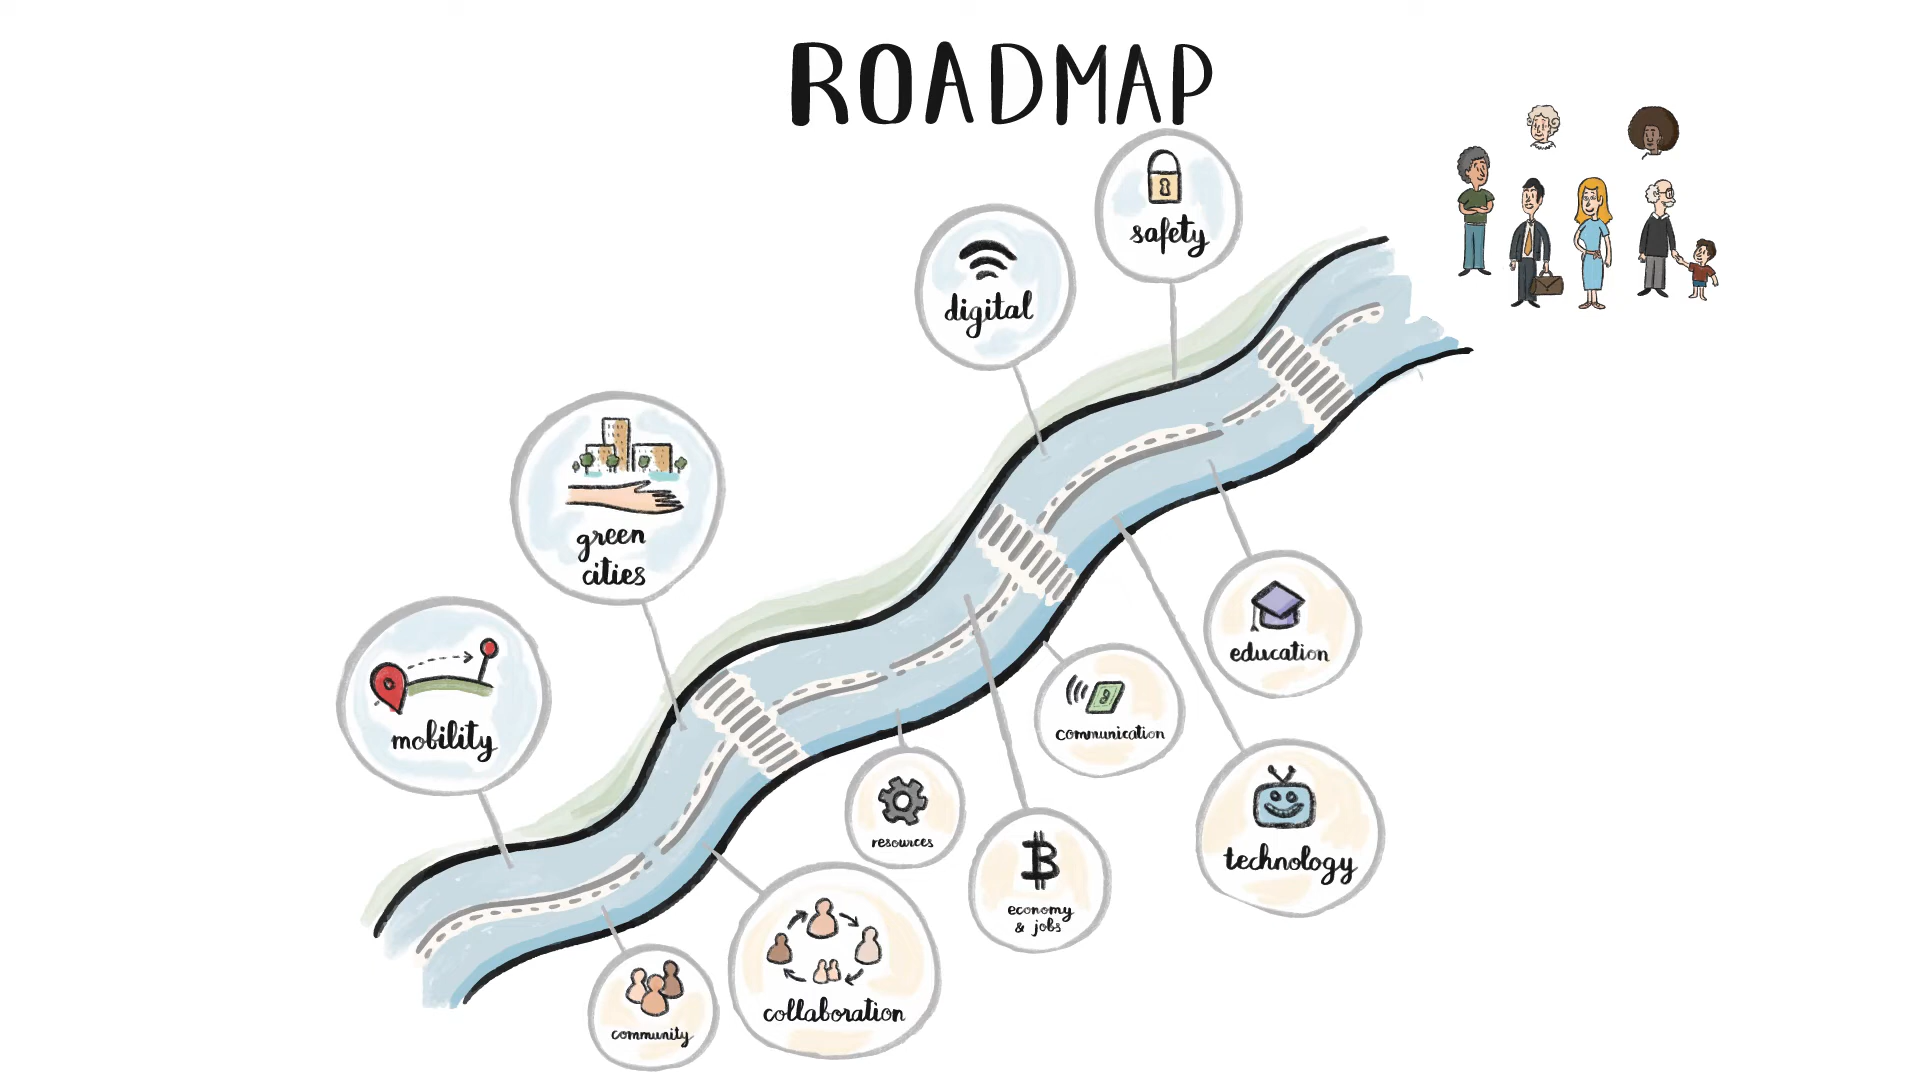 ROADMAP
safety
digital
green
cities
mobility
education
communication
technology
resources
economy
& jobs
collaboration
community